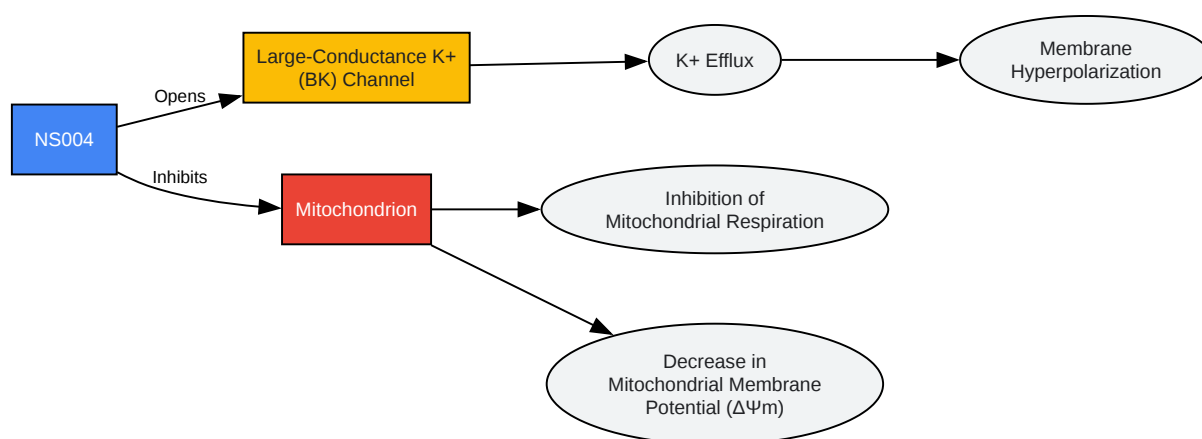 Large-Conductance K+
(BK) Channel
K+ Efflux
Membrane
Hyperpolarization
Opens
NS004
Inhibits
Mitochondrion
Inhibition of
Mitochondrial Respiration
Decrease in
Mitochondrial Membrane
Potential (ΔΨm)